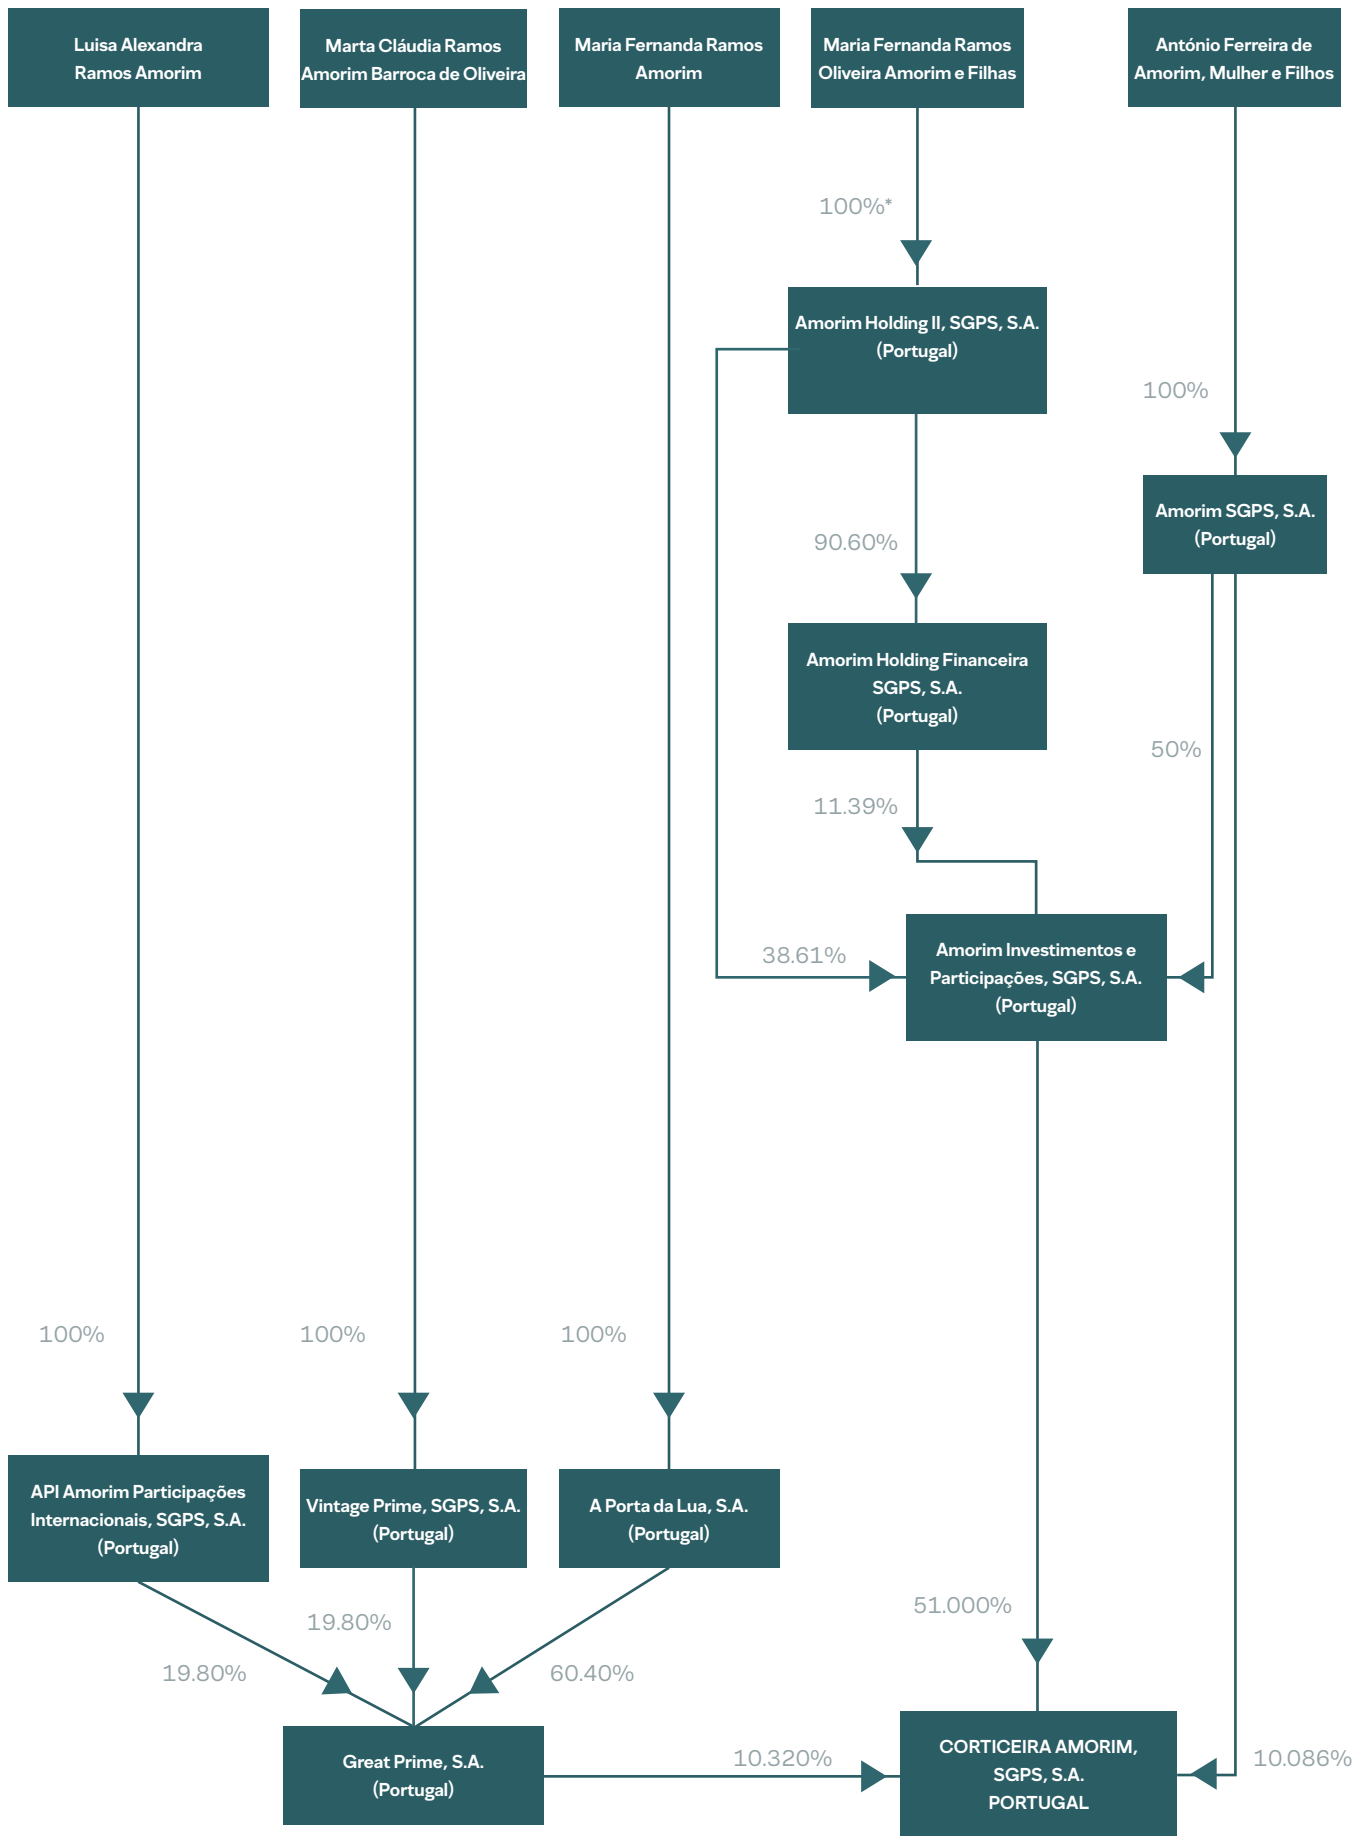 Luisa Alexandra
Ramos Amorim
Marta Cláudia Ramos
Amorim Barroca de Oliveira
Maria Fernanda Ramos
Amorim
Maria Fernanda Ramos
Oliveira Amorim e Filhas
António Ferreira de
Amorim, Mulher e Filhos
100%*
Amorim Holding II, SGPS, S.A.
(Portugal)
100%
Amorim SGPS, S.A.
(Portugal)
90.60%
Amorim Holding Financeira
SGPS, S.A.
(Portugal)
50%
11.39%
38.61%
Amorim Investimentos e
Participações, SGPS, S.A.
(Portugal)
100%
100%
100%
API Amorim Participações
Internacionais, SGPS, S.A.
(Portugal)
Vintage Prime, SGPS, S.A.
(Portugal)
A Porta da Lua, S.A.
(Portugal)
51.000%
19.80%
19.80%
60.40%
Great Prime, S.A.
(Portugal)
10.320%
CORTICEIRA AMORIM,
SGPS, S.A.
PORTUGAL
10.086%